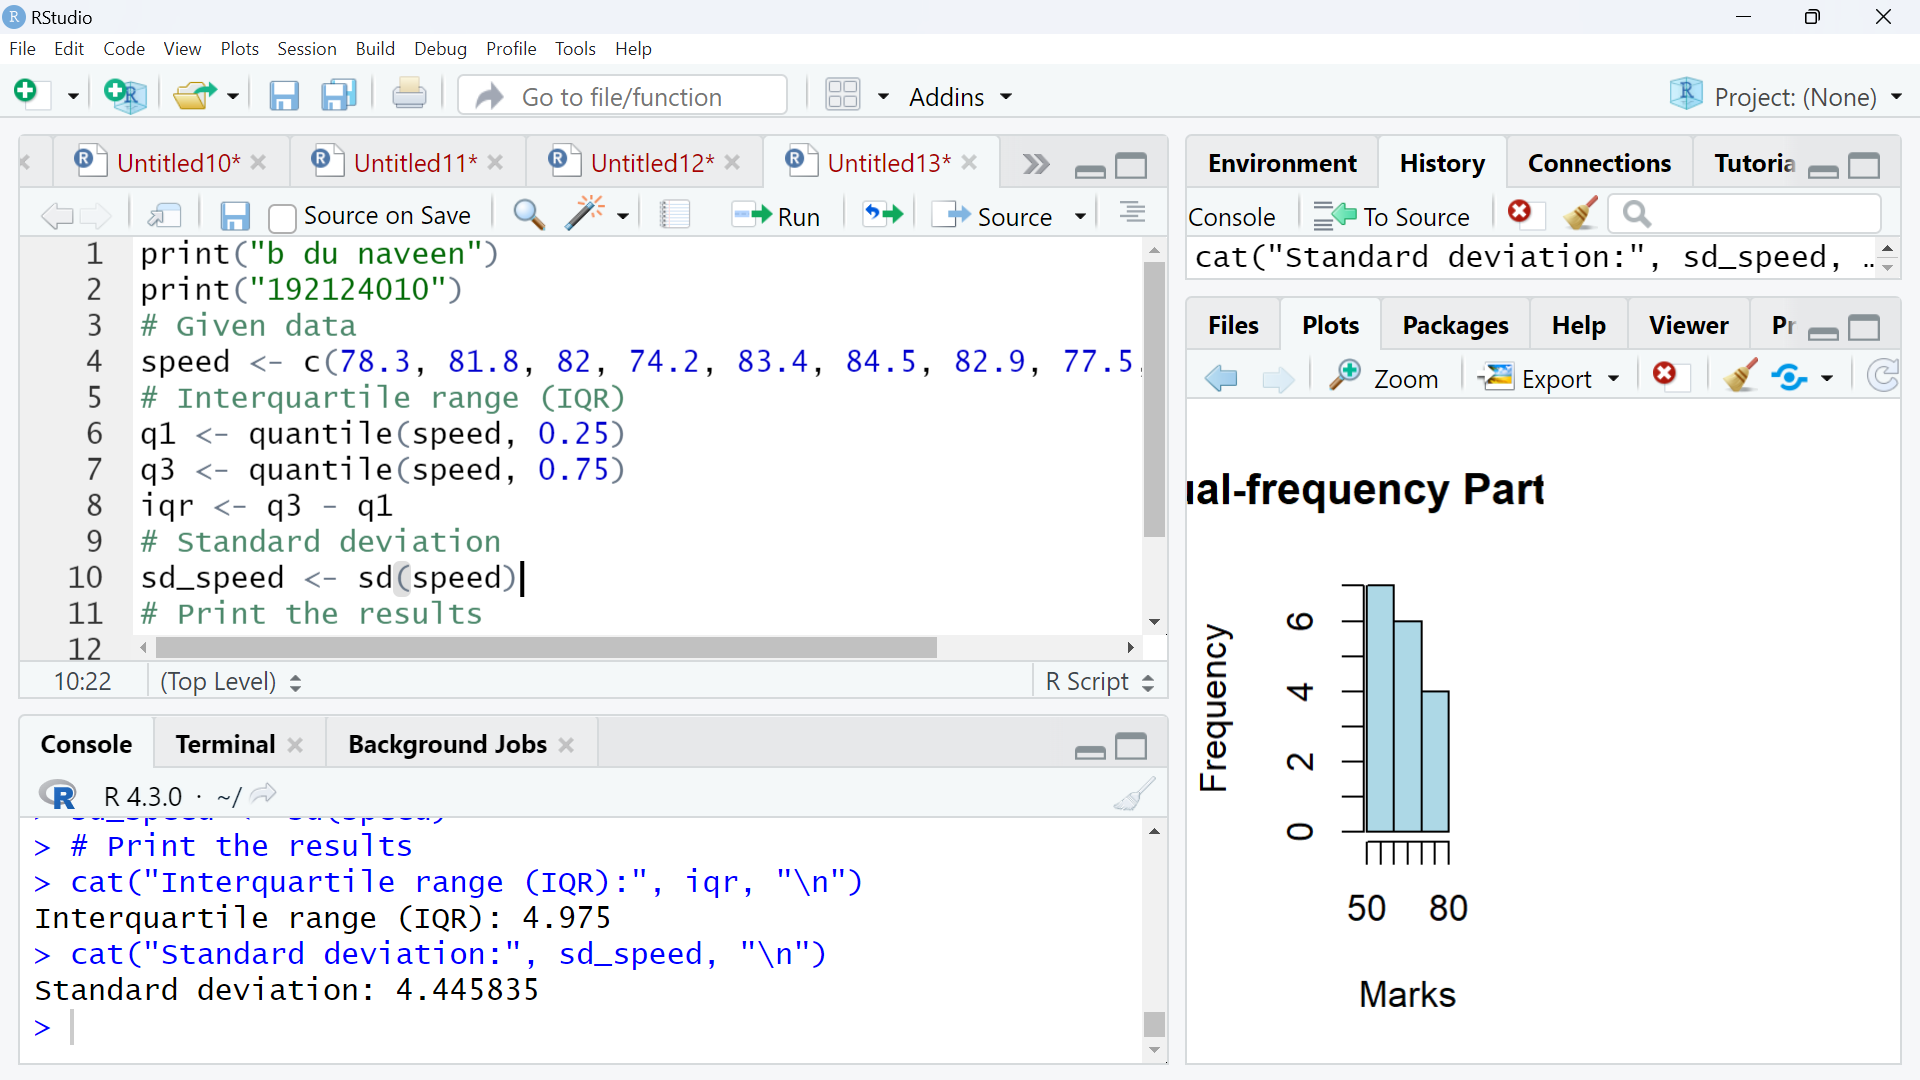 RStudio
File Edit Code View Plots Session Build Debug Profile Tools Help
Go to file/function Addins Project: (None)
Untitled10* Untitled11* Untitled12* Untitled13*
Source on Save Run Source
1 print("b du naveen")
2 print("192124010")
3 # Given data
4 speed <- c(78.3, 81.8, 82, 74.2, 83.4, 84.5, 82.9, 77.5,
5 # Interquartile range (IQR)
6 q1 <- quantile(speed, 0.25)
7 q3 <- quantile(speed, 0.75)
8 iqr <- q3 - q1
9 # Standard deviation
10 sd_speed <- sd(speed)
11 # Print the results
12
10:22 (Top Level) R Script
Console Terminal Background Jobs
R 4.3.0 · ~/
> # Print the results
> cat("Interquartile range (IQR):", iqr, "\n")
Interquartile range (IQR): 4.975
> cat("Standard deviation:", sd_speed, "\n")
Standard deviation: 4.445835
>
Environment History Connections Tutoria
Console To Source
cat("Standard deviation:", sd_speed, …
Files Plots Packages Help Viewer Pr
Zoom Export
ual-frequency Part
Frequency
6
4
2
0
50 80
Marks